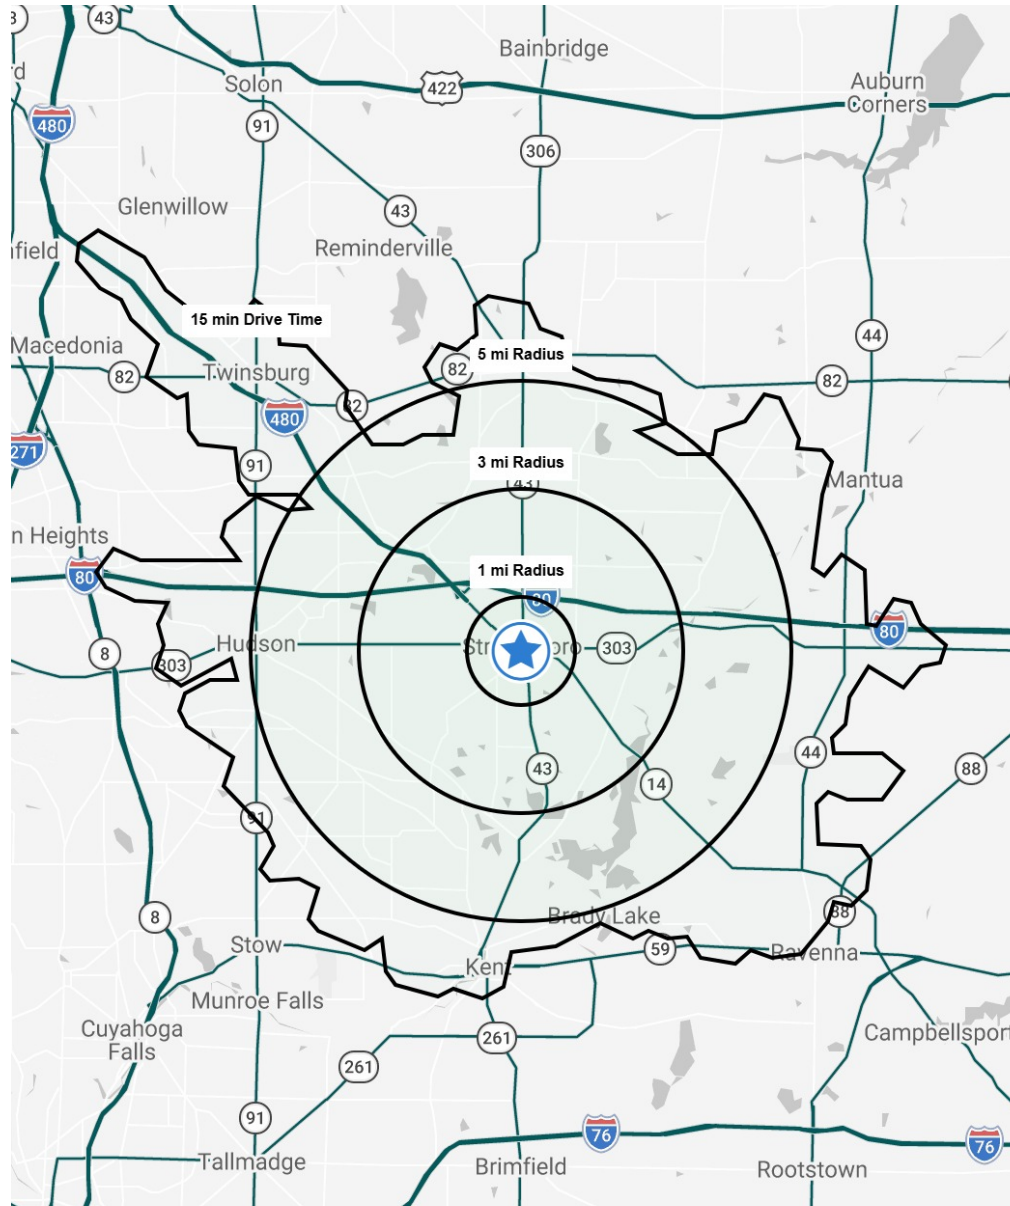 43
Bainbridge
Solon
422
Auburn
Corners
480
91
306
Glenwillow
43
Reminderville
15 min Drive Time
Macedonia
44
5 mi Radius
82
Twinsburg
82
82
82
480
271
91
3 mi Radius
43
Mantua
n Heights
80
1 mi Radius
80
80
Hudson
303
8
303
43
44
14
88
91
8
88
Brady Lake
Stow
59
Ravenna
Kent
Munroe Falls
Cuyahoga
Falls
261
Campbellsport
261
91
76
76
Tallmadge
Brimfield
Rootstown